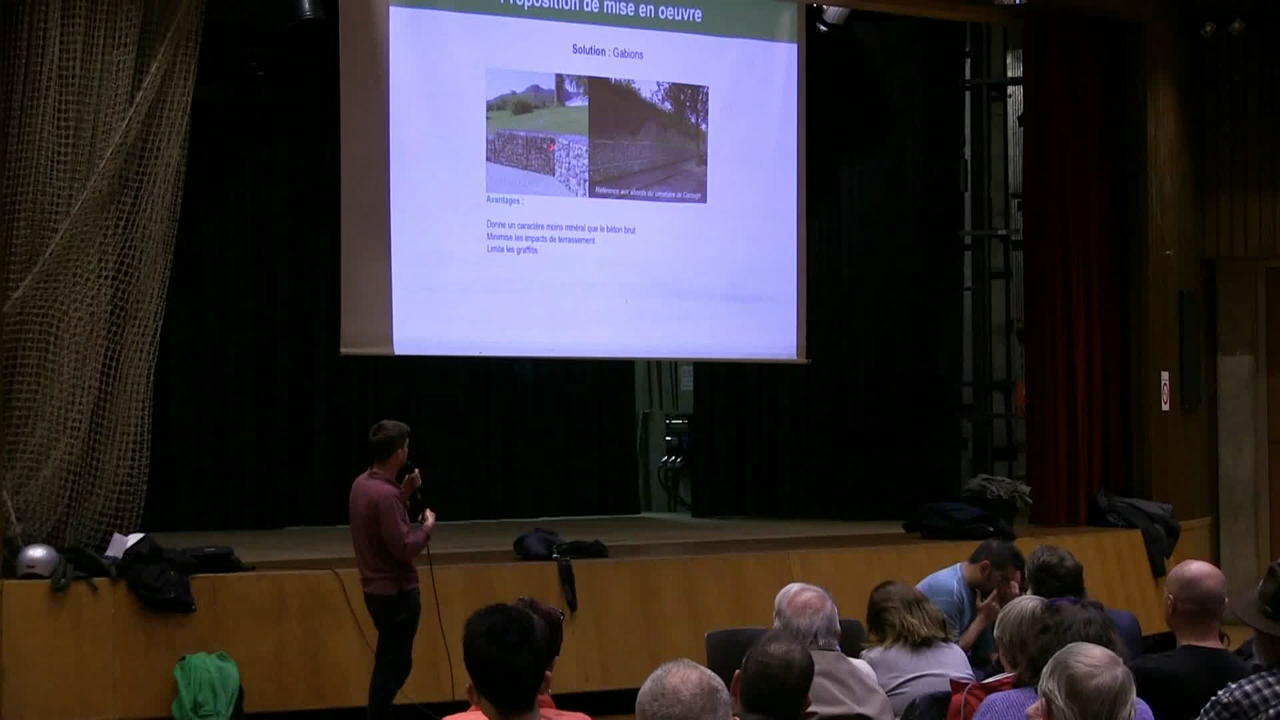 Proposition de mise en oeuvre
Solution : Gabions
Référence aux abords du cimetière de Carouge
Avantages :
Donne un caractère moins minéral que le béton brut
Minimise les impacts de terrassement
Limite les graffitis